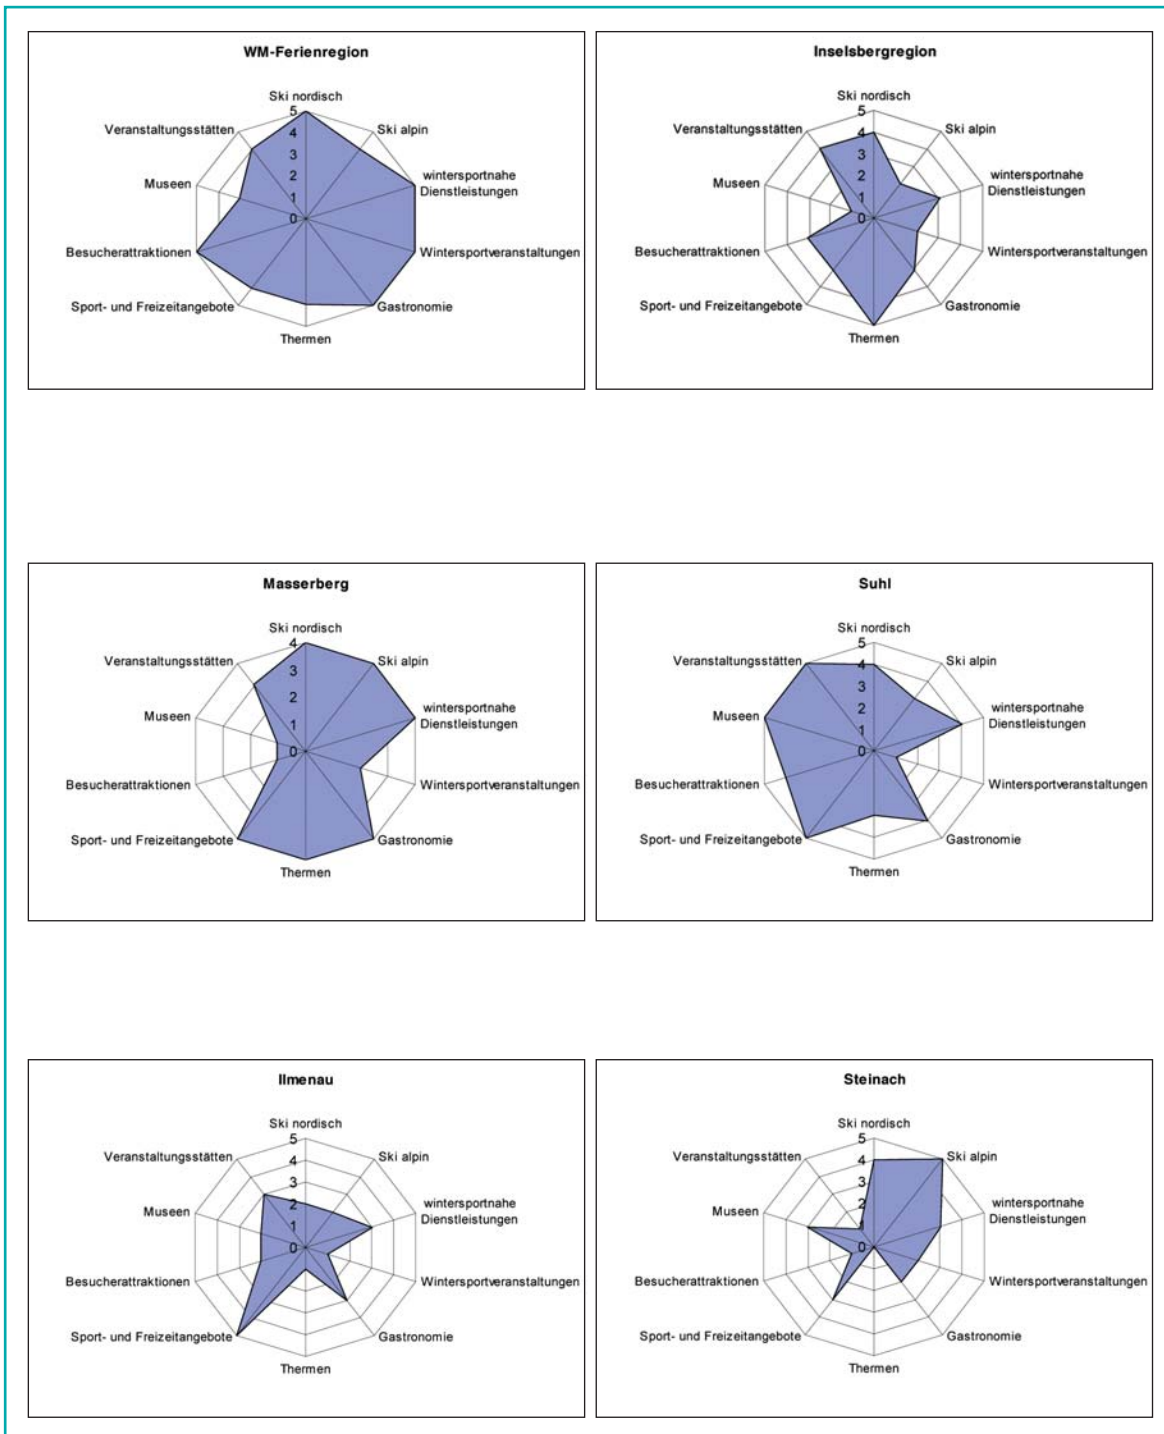 WM-Ferienregion
Ski nordisch
5
Veranstaltungsstätten
Ski alpin
4
3
Museen
wintersportnahe
Dienstleistungen
2
1
0
Besucherattraktionen
Wintersportveranstaltungen
Sport- und Freizeitangebote
Gastronomie
Thermen
Inselsbergregion
Ski nordisch
5
Veranstaltungsstätten
Ski alpin
4
3
Museen
wintersportnahe
Dienstleistungen
2
1
0
Besucherattraktionen
Wintersportveranstaltungen
Sport- und Freizeitangebote
Gastronomie
Thermen
Masserberg
Ski nordisch
4
Veranstaltungsstätten
Ski alpin
3
Museen
wintersportnahe
Dienstleistungen
2
1
0
Besucherattraktionen
Wintersportveranstaltungen
Sport- und Freizeitangebote
Gastronomie
Thermen
Suhl
Ski nordisch
5
Veranstaltungsstätten
Ski alpin
4
3
Museen
wintersportnahe
Dienstleistungen
2
1
0
Besucherattraktionen
Wintersportveranstaltungen
Sport- und Freizeitangebote
Gastronomie
Thermen
Ilmenau
Ski nordisch
5
Veranstaltungsstätten
Ski alpin
4
3
Museen
wintersportnahe
Dienstleistungen
2
1
0
Besucherattraktionen
Wintersportveranstaltungen
Sport- und Freizeitangebote
Gastronomie
Thermen
Steinach
Ski nordisch
5
Veranstaltungsstätten
Ski alpin
4
3
Museen
wintersportnahe
Dienstleistungen
2
1
0
Besucherattraktionen
Wintersportveranstaltungen
Sport- und Freizeitangebote
Gastronomie
Thermen